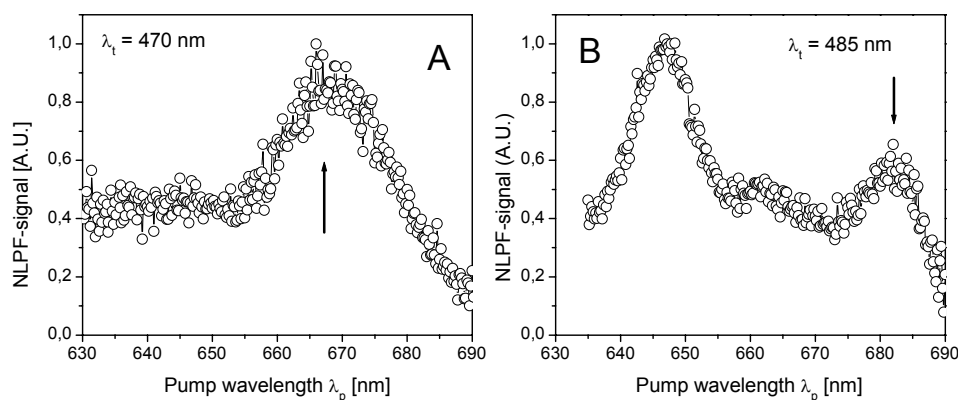 λt = 470 nm
A
NLPF-signal [A.U.]
1,0
0,8
0,6
0,4
0,2
0,0
630 640 650 660 670 680 690
Pump wavelength λp [nm]
B
λt = 485 nm
NLPF-signal (A.U.)
1,0
0,8
0,6
0,4
0,2
0,0
630 640 650 660 670 680 690
Pump wavelength λp [nm]